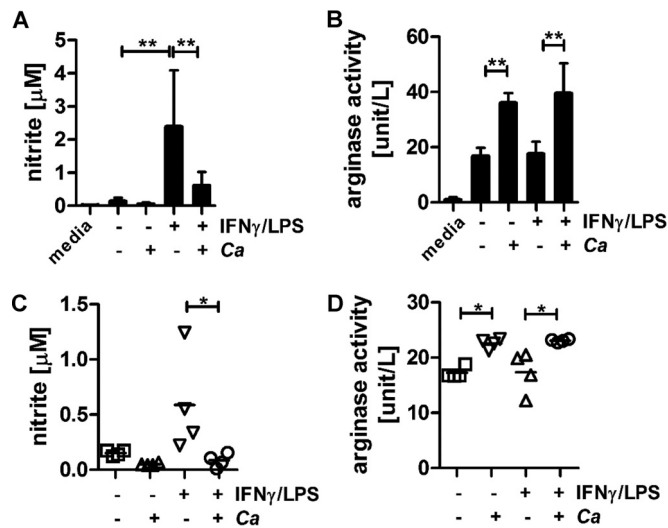 A
nitrite [µM]
5
4
3
2
1
0
** **
media - - + + IFNγ/LPS
- + - + Ca
B
arginase activity
[unit/L]
60
40
20
0
** **
media - - + + IFNγ/LPS
- + - + Ca
C
nitrite [µM]
1.5
1.0
0.5
0.0
*
- - + + IFNγ/LPS
- + - + Ca
D
arginase activity
[unit/L]
30
20
10
0
* *
- - + + IFNγ/LPS
- + - + Ca